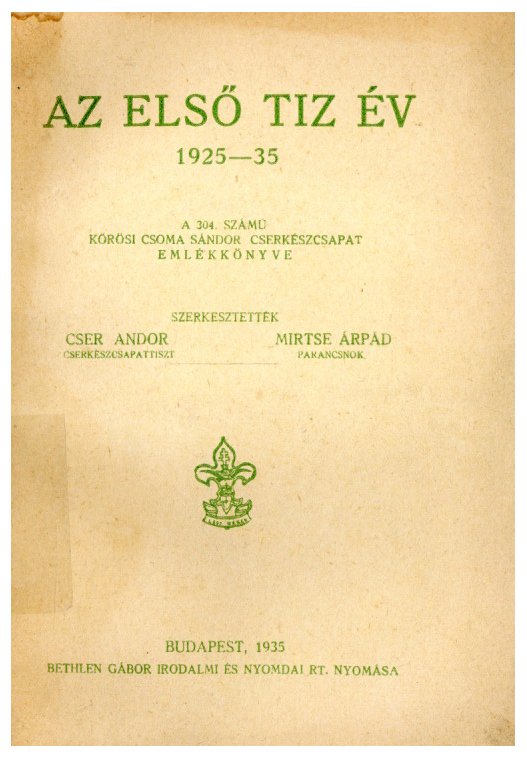 AZ ELSŐ TIZ ÉV
1925—35
A 304. SZÁMÚ
KŐRÖSI CSOMA SÁNDOR CSERKÉSZCSAPAT
EMLÉKKÖNYVE
SZERKESZTETTÉK
CSER ANDOR MIRTSE ÁRPÁD
CSERKÉSZCSAPATTISZT PARANCSNOK
BUDAPEST, 1935
BETHLEN GÁBOR IRODALMI ÉS NYOMDAI RT. NYOMÁSA